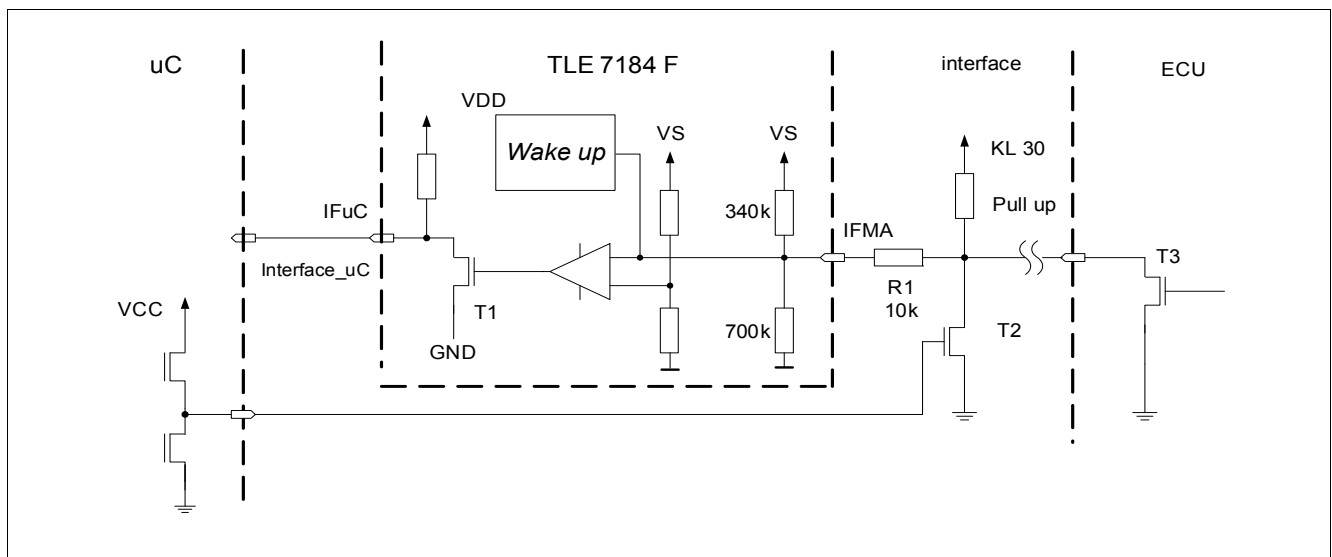 uC
TLE 7184 F
interface
ECU
VDD
Wake up
VS
VS
KL 30
340k
Pull up
IFuC
IFMA
T3
Interface_uC
R1
10k
VCC
T1
700k
T2
GND